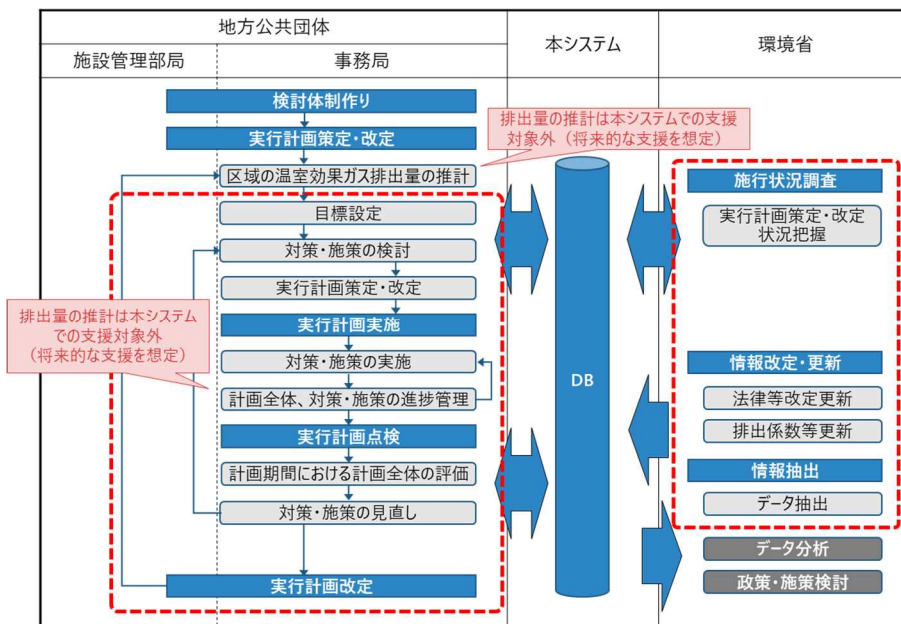 地方公共団体
本システム
環境省
施設管理部局
事務局
検討体制作り
排出量の推計は本システムでの支援
対象外（将来的な支援を想定）
実行計画策定・改定
区域の温室効果ガス排出量の推計
目標設定
対策・施策の検討
実行計画策定・改定
排出量の推計は本システム
での支援対象外
（将来的な支援を想定）
実行計画実施
対策・施策の実施
計画全体、対策・施策の進捗管理
実行計画点検
計画期間における計画全体の評価
対策・施策の見直し
実行計画改定
DB
施行状況調査
実行計画策定・改定
状況把握
情報改定・更新
法律等改定更新
排出係数等更新
情報抽出
データ抽出
データ分析
政策・施策検討